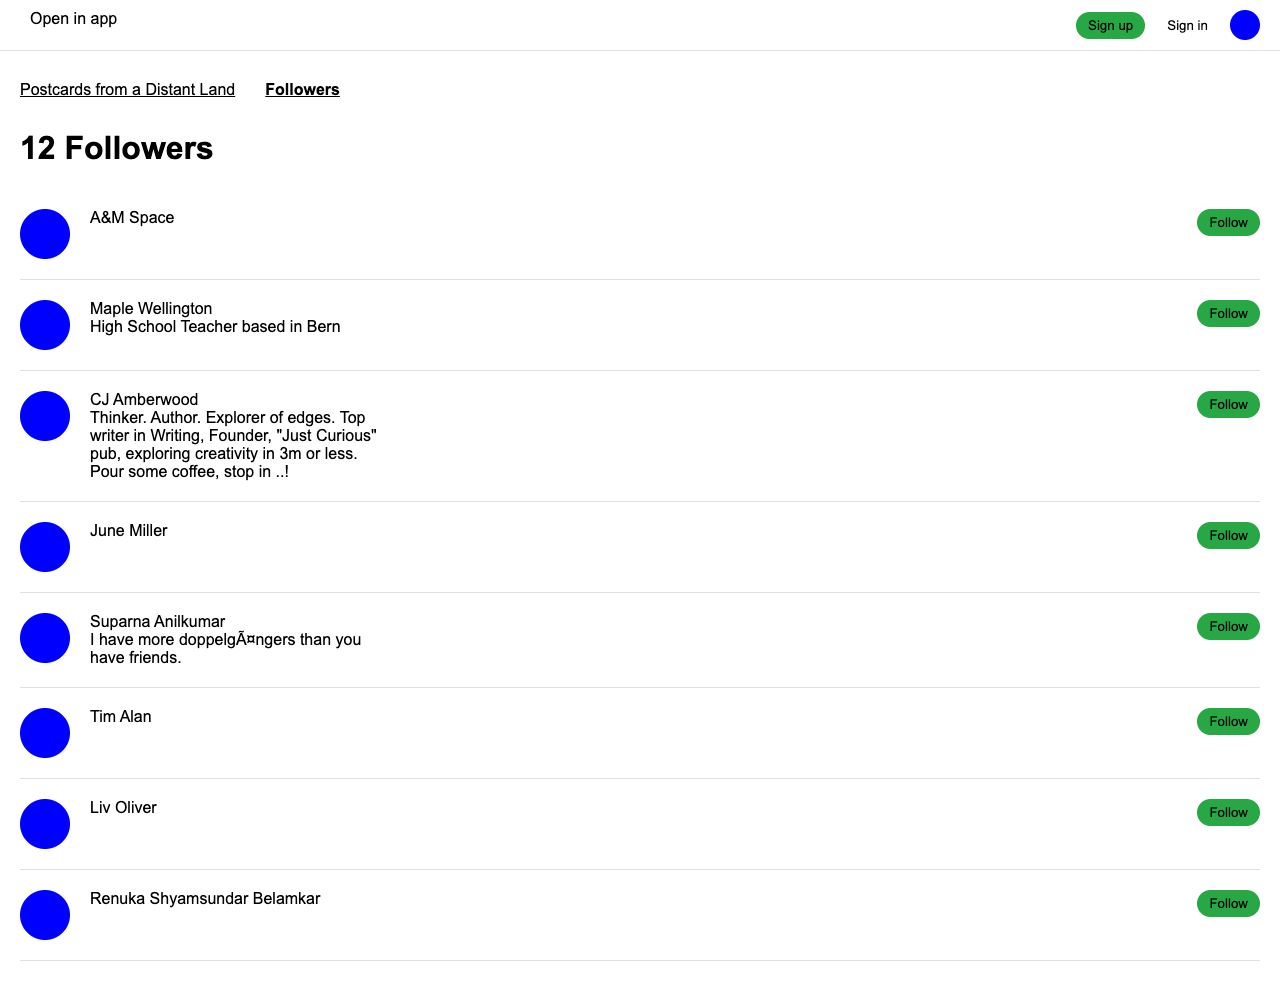 Open in app
Sign up
Sign in
Postcards from a Distant Land
Followers
12 Followers
A&M Space
Follow
Maple Wellington
High School Teacher based in Bern
Follow
CJ Amberwood
Thinker. Author. Explorer of edges. Top
writer in Writing, Founder, "Just Curious"
pub, exploring creativity in 3m or less.
Pour some coffee, stop in ..!
Follow
June Miller
Follow
Suparna Anilkumar
I have more doppelgÃ¤ngers than you
have friends.
Follow
Tim Alan
Follow
Liv Oliver
Follow
Renuka Shyamsundar Belamkar
Follow